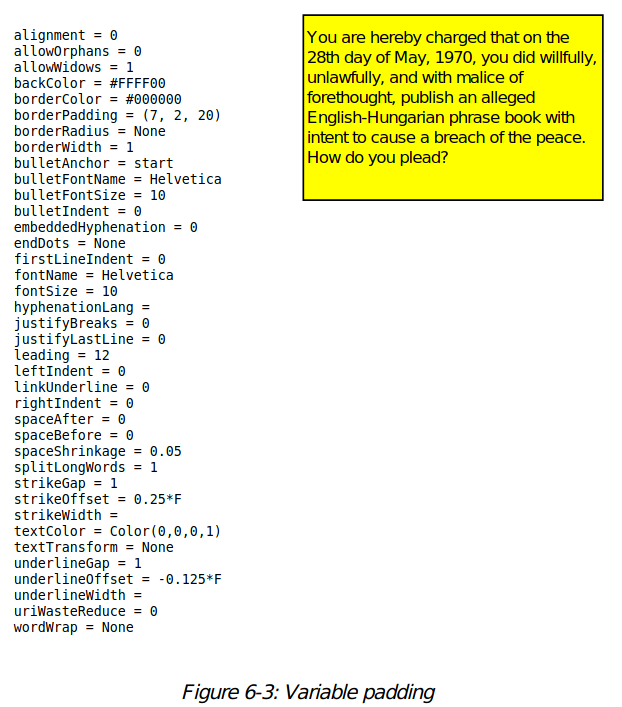 alignment = 0
allowOrphans = 0
allowWidows = 1
backColor = #FFFF00
borderColor = #000000
borderPadding = (7, 2, 20)
borderRadius = None
borderWidth = 1
bulletAnchor = start
bulletFontName = Helvetica
bulletFontSize = 10
bulletIndent = 0
embeddedHyphenation = 0
endDots = None
firstLineIndent = 0
fontName = Helvetica
fontSize = 10
hyphenationLang =
justifyBreaks = 0
justifyLastLine = 0
leading = 12
leftIndent = 0
linkUnderline = 0
rightIndent = 0
spaceAfter = 0
spaceBefore = 0
spaceShrinkage = 0.05
splitLongWords = 1
strikeGap = 1
strikeOffset = 0.25*F
strikeWidth =
textColor = Color(0,0,0,1)
textTransform = None
underlineGap = 1
underlineOffset = -0.125*F
underlineWidth =
uriWasteReduce = 0
wordWrap = None
You are hereby charged that on the
28th day of May, 1970, you did willfully,
unlawfully, and with malice of
forethought, publish an alleged
English-Hungarian phrase book with
intent to cause a breach of the peace.
How do you plead?
Figure 6-3: Variable padding